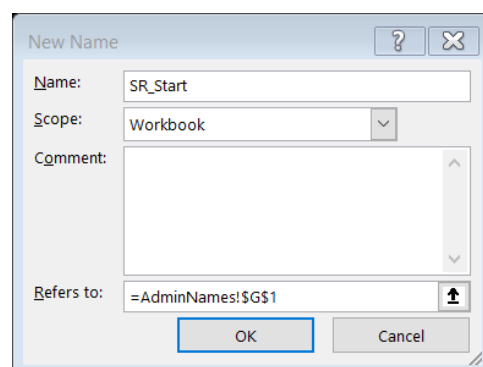 New Name
Name: SR_Start
Scope: Workbook
Comment:
Refers to: =AdminNames!$G$1
OK Cancel